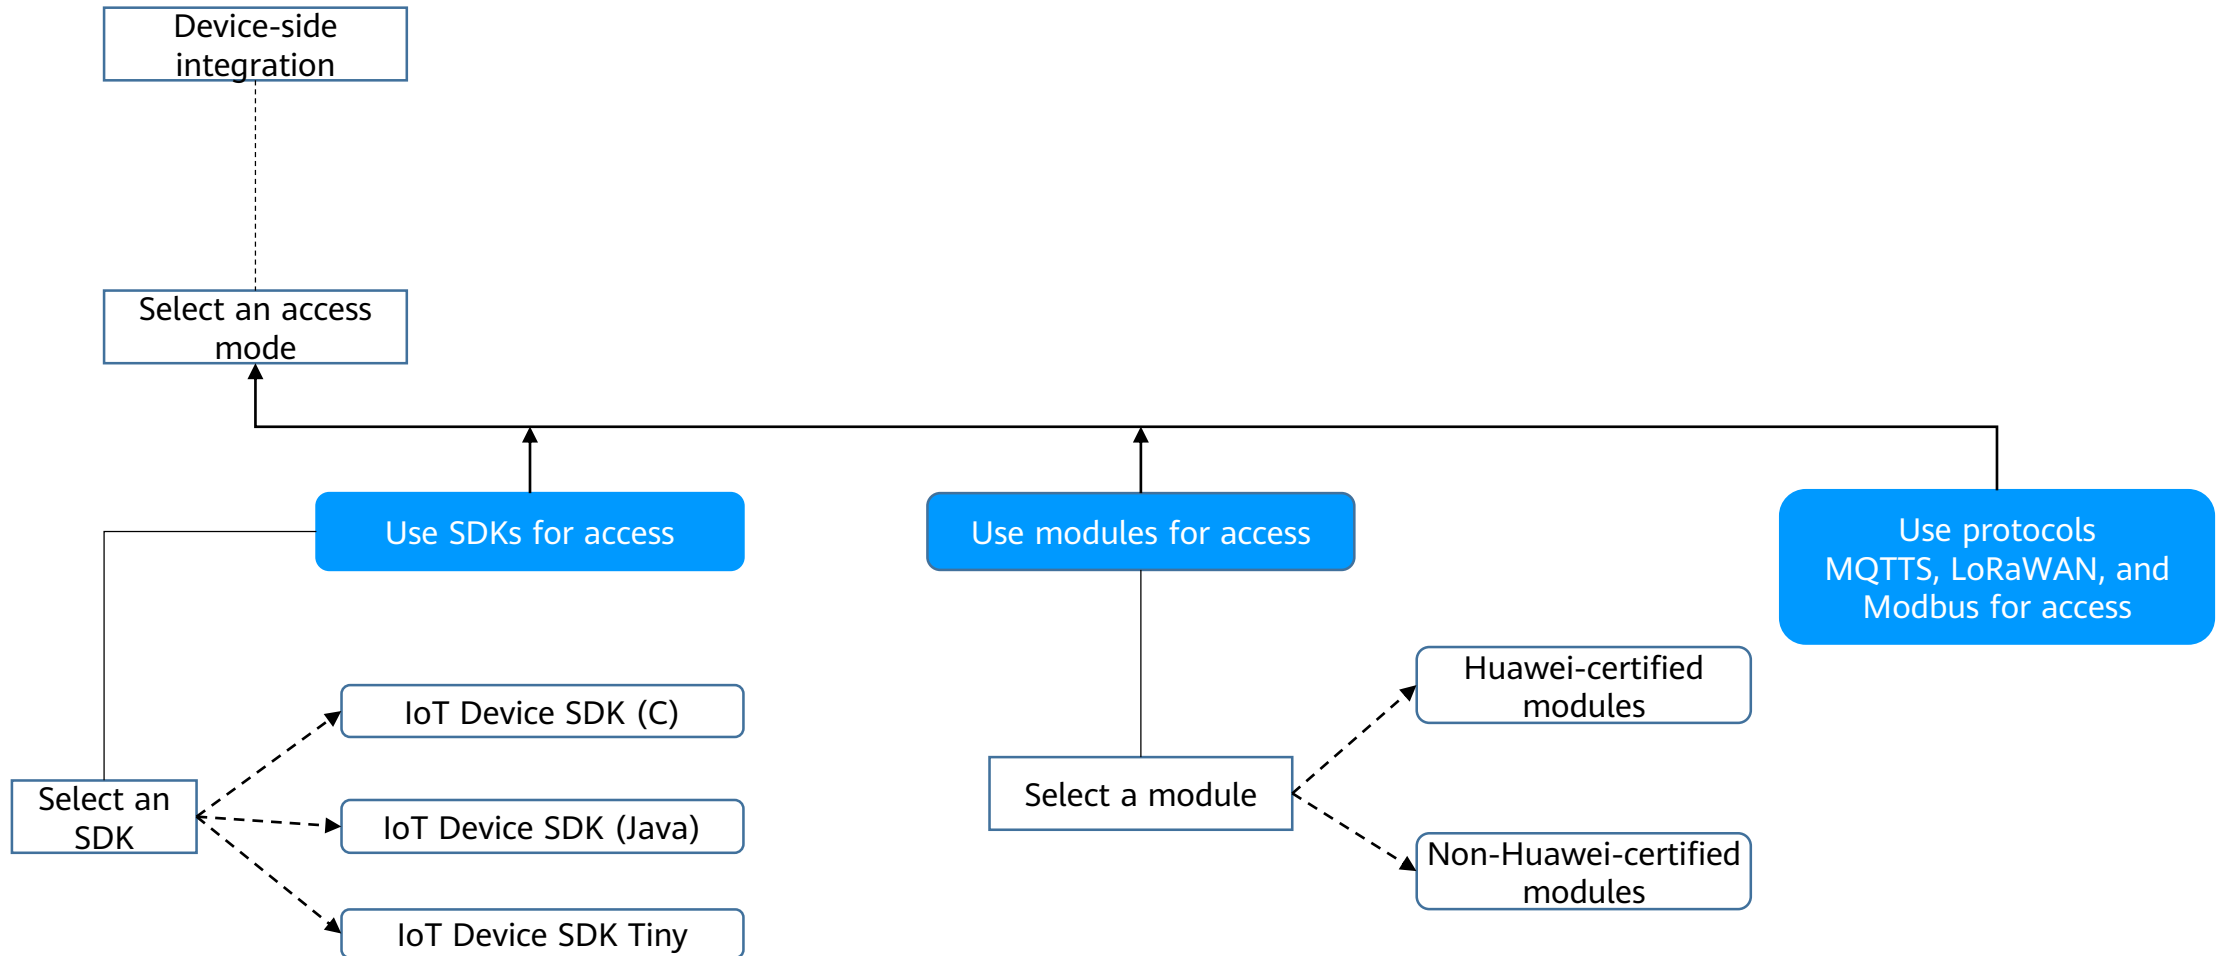 Device-side
integration
Select an access
mode
Use SDKs for access
Use modules for access
Use protocols
MQTTS, LoRaWAN, and
Modbus for access
Select an
SDK
IoT Device SDK (C)
IoT Device SDK (Java)
IoT Device SDK Tiny
Select a module
Huawei-certified
modules
Non-Huawei-certified
modules